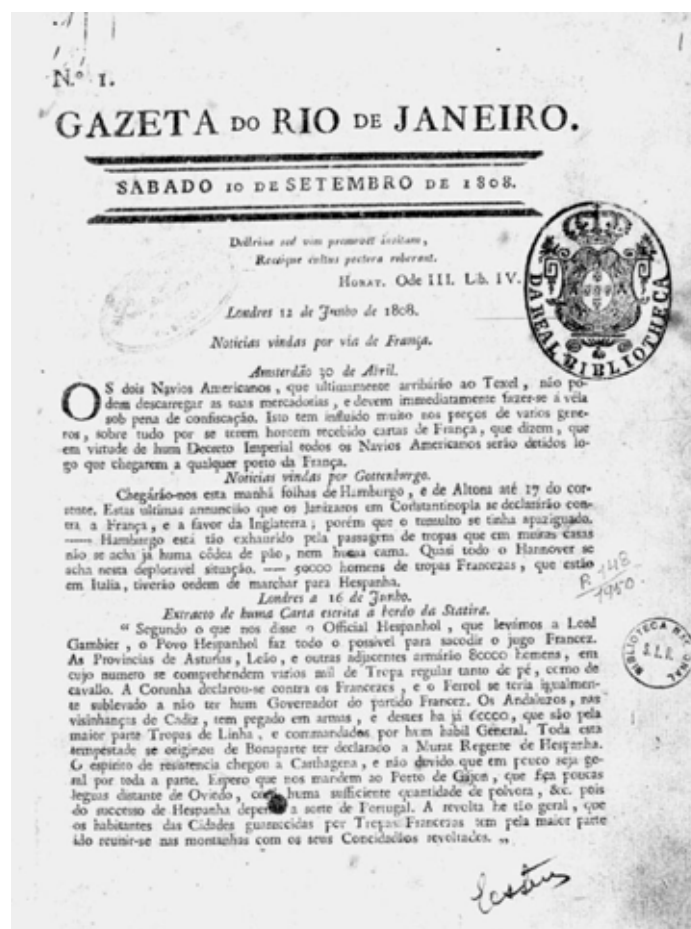 1
N.º 1.
GAZETA DO RIO DE JANEIRO.
SABADO 10 DE SETEMBRO DE 1808.
Doctrina sed vim promovet insitam,
Rectique cultus pectora roborant.
HORAT. Ode III. Lib. IV.
DA REAL BIBLIOTHECA
Londres 12 de Junho de 1808.
Noticias vindas por via de França.
Amsterdão 30 de Abril.
OS dois Navios Americanos, que ultimamente arribárão ao Texel, não po-
dem descarregar as suas mercadorias, e devem immediatamente fazer-se á véla
sob pena de confiscação. Isto tem influido muito nos preços de varios gene-
ros, sobre tudo por se terem hontem recebido cartas de França, que dizem, que
em virtude de hum Decreto Imperial todos os Navios Americanos serão detidos lo-
go que chegarem a qualquer porto da França.
Noticias vindas por Gottenburgo.
Chegárão-nos esta manhã folhas de Hamburgo, e de Altona até 17 do cor-
rente. Estas ultimas annuncião que os Janizaros em Constantinopla se declarárão con-
tra a França, e a favor da Inglaterra; porém que o tumulto se tinha apaziguado.
—— Hamburgo está tão exhaurido pela passagem de tropas que em muitas casas
não se acha já huma côdea de pão, nem huma cama. Quasi todo o Hannover se
acha nesta deploravel situação. —— 50000 homens de tropas Francezas, que estão
em Italia, tiverão ordem de marchar para Hespanha.
P. 148
1950
Londres a 16 de Junho.
Extracto de huma Carta escrita a bordo da Statira.
" Segundo o que nos disse o Official Hespanhol, que levámos a Lord
Gambier, o Povo Hespanhol faz todo o possivel para sacodir o jugo Francez.
As Provincias de Asturias, Leão, e outras adjacentes armárão 80000 homens, em
cujo numero se comprehendem varios mil de Tropa regular tanto de pé, como de
cavallo. A Corunha declarou-se contra os Francezes, e o Ferrol se teria igualmen-
te sublevado a não ter hum Governador do partido Francez. Os Andaluzos, nas
visinhanças de Cadiz, tem pegado em armas, e destes ha já 60000, que são pela
maior parte Tropas de Linha, e commandados por hum habil General. Toda esta
tempestade se originou de Bonaparte ter declarado a Murat Regente de Hespanha.
O espirito de resistencia chegou a Carthagena, e não duvido que em pouco seja ge-
ral por toda a parte. Espero que nos mandem ao Porto de Gijon, que fica poucas
leguas distante de Oviedo, com huma sufficiente quantidade de polvora, &c. pois
do successo de Hespanha depende a sorte de Portugal. A revolta he tão geral, que
os habitantes das Cidades guarnecidas por Tropas Francezas tem pela maior parte
ido reunir-se nas montanhas com os seus Concidadãos revoltados. „
BIBLIOTECA NACIONAL